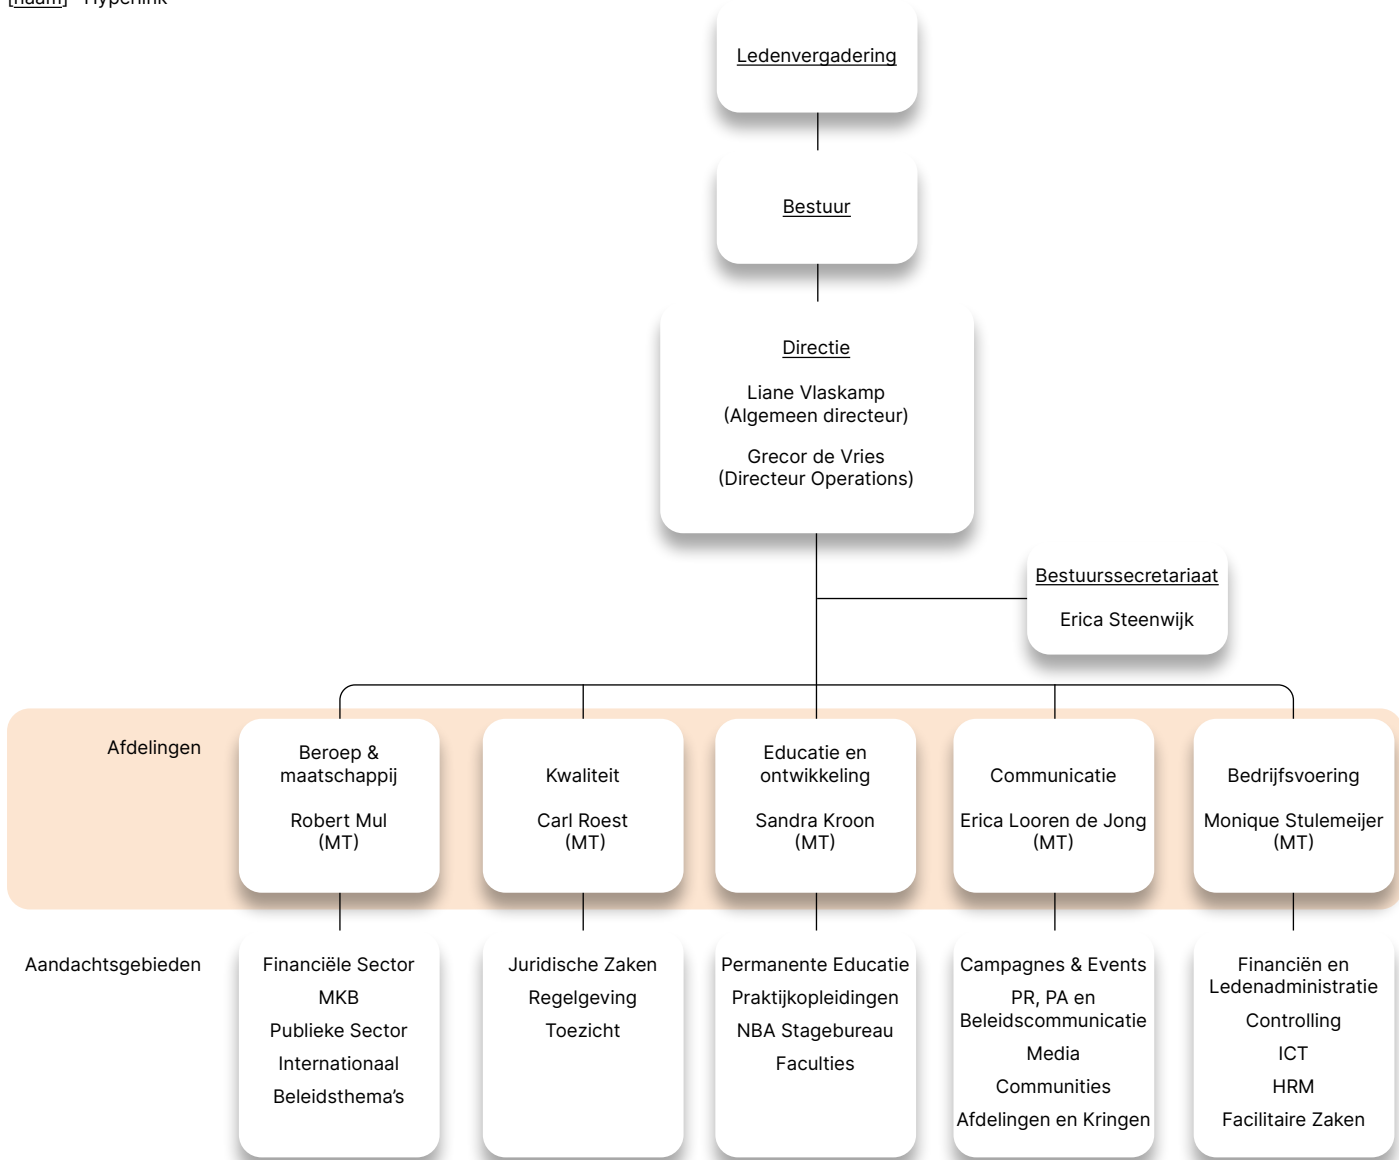 [naam] Hyperlink
Ledenvergadering
Bestuur
Directie
Liane Vlaskamp
(Algemeen directeur)
Grecor de Vries
(Directeur Operations)
Bestuurssecretariaat
Erica Steenwijk
Afdelingen
Beroep &
maatschappij
Robert Mul
(MT)
Kwaliteit
Carl Roest
(MT)
Educatie en
ontwikkeling
Sandra Kroon
(MT)
Communicatie
Erica Looren de Jong
(MT)
Bedrijfsvoering
Monique Stulemeijer
(MT)
Aandachtsgebieden
Financiële Sector
MKB
Publieke Sector
Internationaal
Beleidsthema’s
Juridische Zaken
Regelgeving
Toezicht
Permanente Educatie
Praktijkopleidingen
NBA Stagebureau
Faculties
Campagnes & Events
PR, PA en
Beleidscommunicatie
Media
Communities
Afdelingen en Kringen
Financiën en
Ledenadministratie
Controlling
ICT
HRM
Facilitaire Zaken